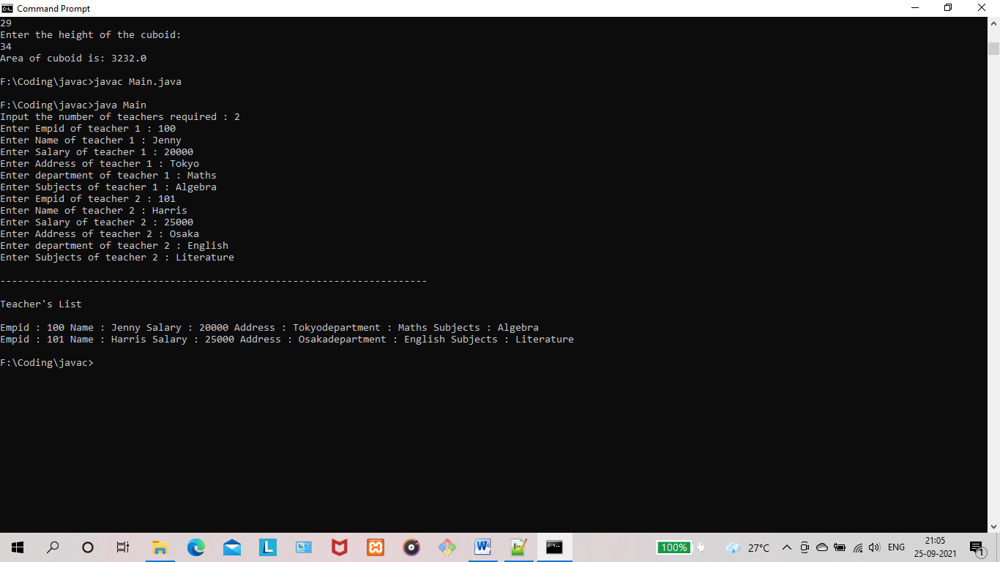 Command Prompt
29
Enter the height of the cuboid:
34
Area of cuboid is: 3232.0
F:\Coding\javac>javac Main.java
F:\Coding\javac>java Main
Input the number of teachers required : 2
Enter Empid of teacher 1 : 100
Enter Name of teacher 1 : Jenny
Enter Salary of teacher 1 : 20000
Enter Address of teacher 1 : Tokyo
Enter department of teacher 1 : Maths
Enter Subjects of teacher 1 : Algebra
Enter Empid of teacher 2 : 101
Enter Name of teacher 2 : Harris
Enter Salary of teacher 2 : 25000
Enter Address of teacher 2 : Osaka
Enter department of teacher 2 : English
Enter Subjects of teacher 2 : Literature
-------------------------------------------------------------------------
Teacher's List
Empid : 100 Name : Jenny Salary : 20000 Address : Tokyodepartment : Maths Subjects : Algebra
Empid : 101 Name : Harris Salary : 25000 Address : Osakadepartment : English Subjects : Literature
F:\Coding\javac>
100% 27°C ENG 21:05
25-09-2021 1